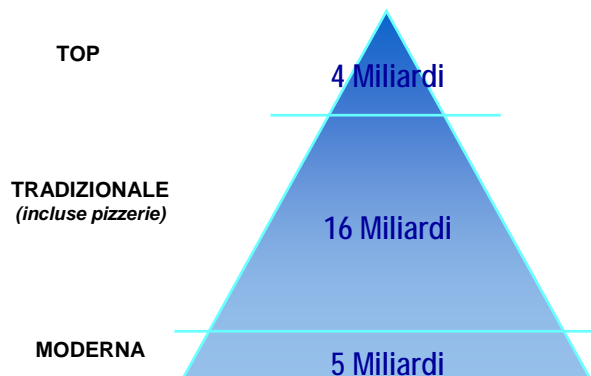 TOP
4 Miliardi
TRADIZIONALE
(incluse pizzerie)
16 Miliardi
MODERNA
5 Miliardi